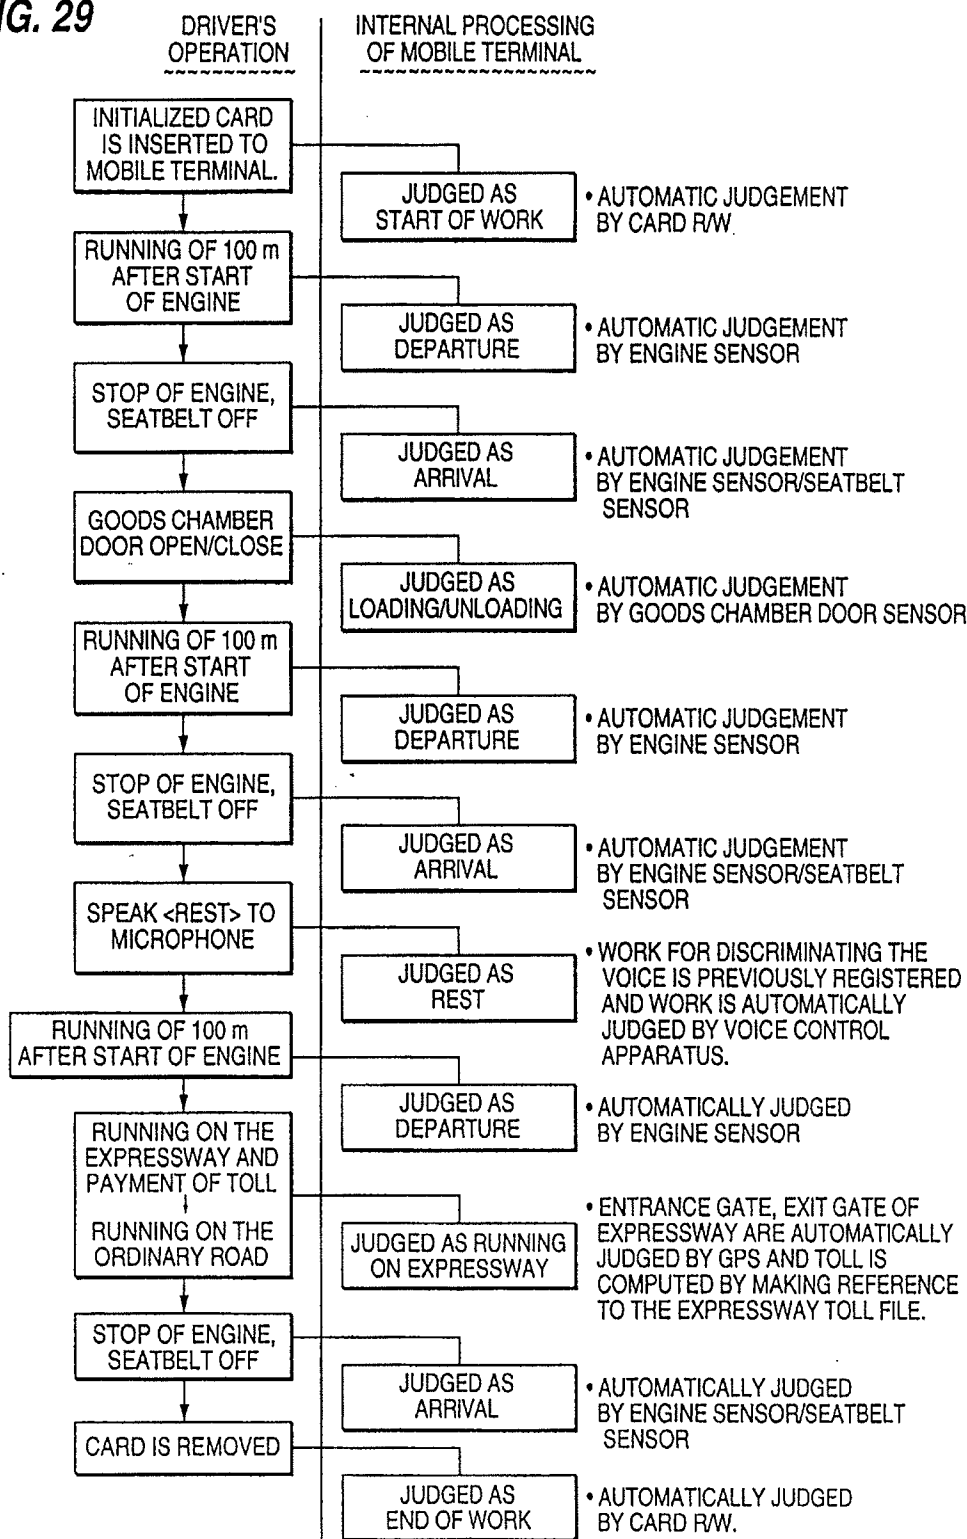 IG. 29
DRIVER'S
OPERATION
INTERNAL PROCESSING
OF MOBILE TERMINAL
INITIALIZED CARD
IS INSERTED TO
MOBILE TERMINAL.
JUDGED AS
START OF WORK
• AUTOMATIC JUDGEMENT
BY CARD R/W.
RUNNING OF 100 m
AFTER START
OF ENGINE
JUDGED AS
DEPARTURE
• AUTOMATIC JUDGEMENT
BY ENGINE SENSOR
STOP OF ENGINE,
SEATBELT OFF
JUDGED AS
ARRIVAL
• AUTOMATIC JUDGEMENT
BY ENGINE SENSOR/SEATBELT
SENSOR
GOODS CHAMBER
DOOR OPEN/CLOSE
JUDGED AS
LOADING/UNLOADING
• AUTOMATIC JUDGEMENT
BY GOODS CHAMBER DOOR SENSOR
RUNNING OF 100 m
AFTER START
OF ENGINE
JUDGED AS
DEPARTURE
• AUTOMATIC JUDGEMENT
BY ENGINE SENSOR
STOP OF ENGINE,
SEATBELT OFF
JUDGED AS
ARRIVAL
• AUTOMATIC JUDGEMENT
BY ENGINE SENSOR/SEATBELT
SENSOR
SPEAK <REST> TO
MICROPHONE
JUDGED AS
REST
• WORK FOR DISCRIMINATING THE
VOICE IS PREVIOUSLY REGISTERED
AND WORK IS AUTOMATICALLY
JUDGED BY VOICE CONTROL
APPARATUS.
RUNNING OF 100 m
AFTER START OF ENGINE
JUDGED AS
DEPARTURE
• AUTOMATICALLY JUDGED
BY ENGINE SENSOR
RUNNING ON THE
EXPRESSWAY AND
PAYMENT OF TOLL
RUNNING ON THE
ORDINARY ROAD
JUDGED AS RUNNING
ON EXPRESSWAY
• ENTRANCE GATE, EXIT GATE OF
EXPRESSWAY ARE AUTOMATICALLY
JUDGED BY GPS AND TOLL IS
COMPUTED BY MAKING REFERENCE
TO THE EXPRESSWAY TOLL FILE.
STOP OF ENGINE,
SEATBELT OFF
JUDGED AS
ARRIVAL
• AUTOMATICALLY JUDGED
BY ENGINE SENSOR/SEATBELT
SENSOR
CARD IS REMOVED
JUDGED AS
END OF WORK
• AUTOMATICALLY JUDGED
BY CARD R/W.